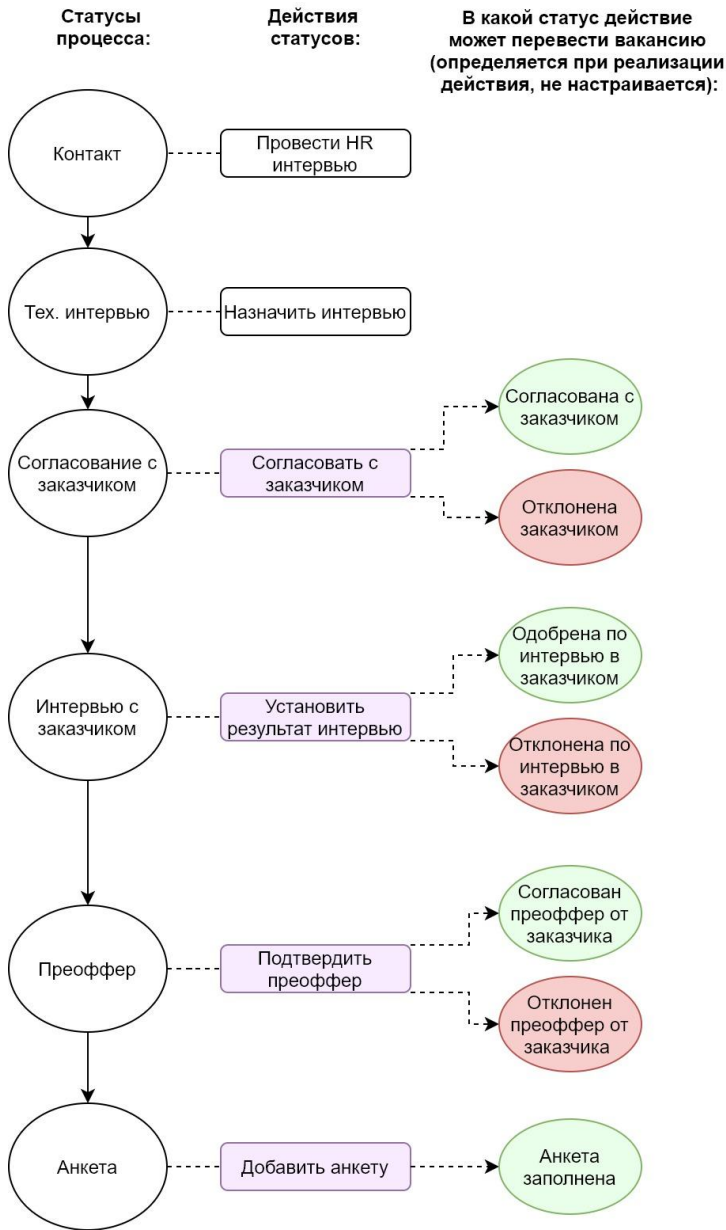 Статусы
процесса:
Действия
статусов:
В какой статус действие
может перевести вакансию
(определяется при реализации
действия, не настраивается):
Контакт
Провести HR
интервью
Тех. интервью
Назначить интервью
Согласование с
заказчиком
Согласовать с
заказчиком
Согласована с
заказчиком
Отклонена
заказчиком
Интервью с
заказчиком
Установить
результат интервью
Одобрена по
интервью в
заказчиком
Отклонена по
интервью в
заказчиком
Преоффер
Подтвердить
преоффер
Согласован
преоффер от
заказчика
Отклонен
преоффер от
заказчика
Анкета
Добавить анкету
Анкета
заполнена